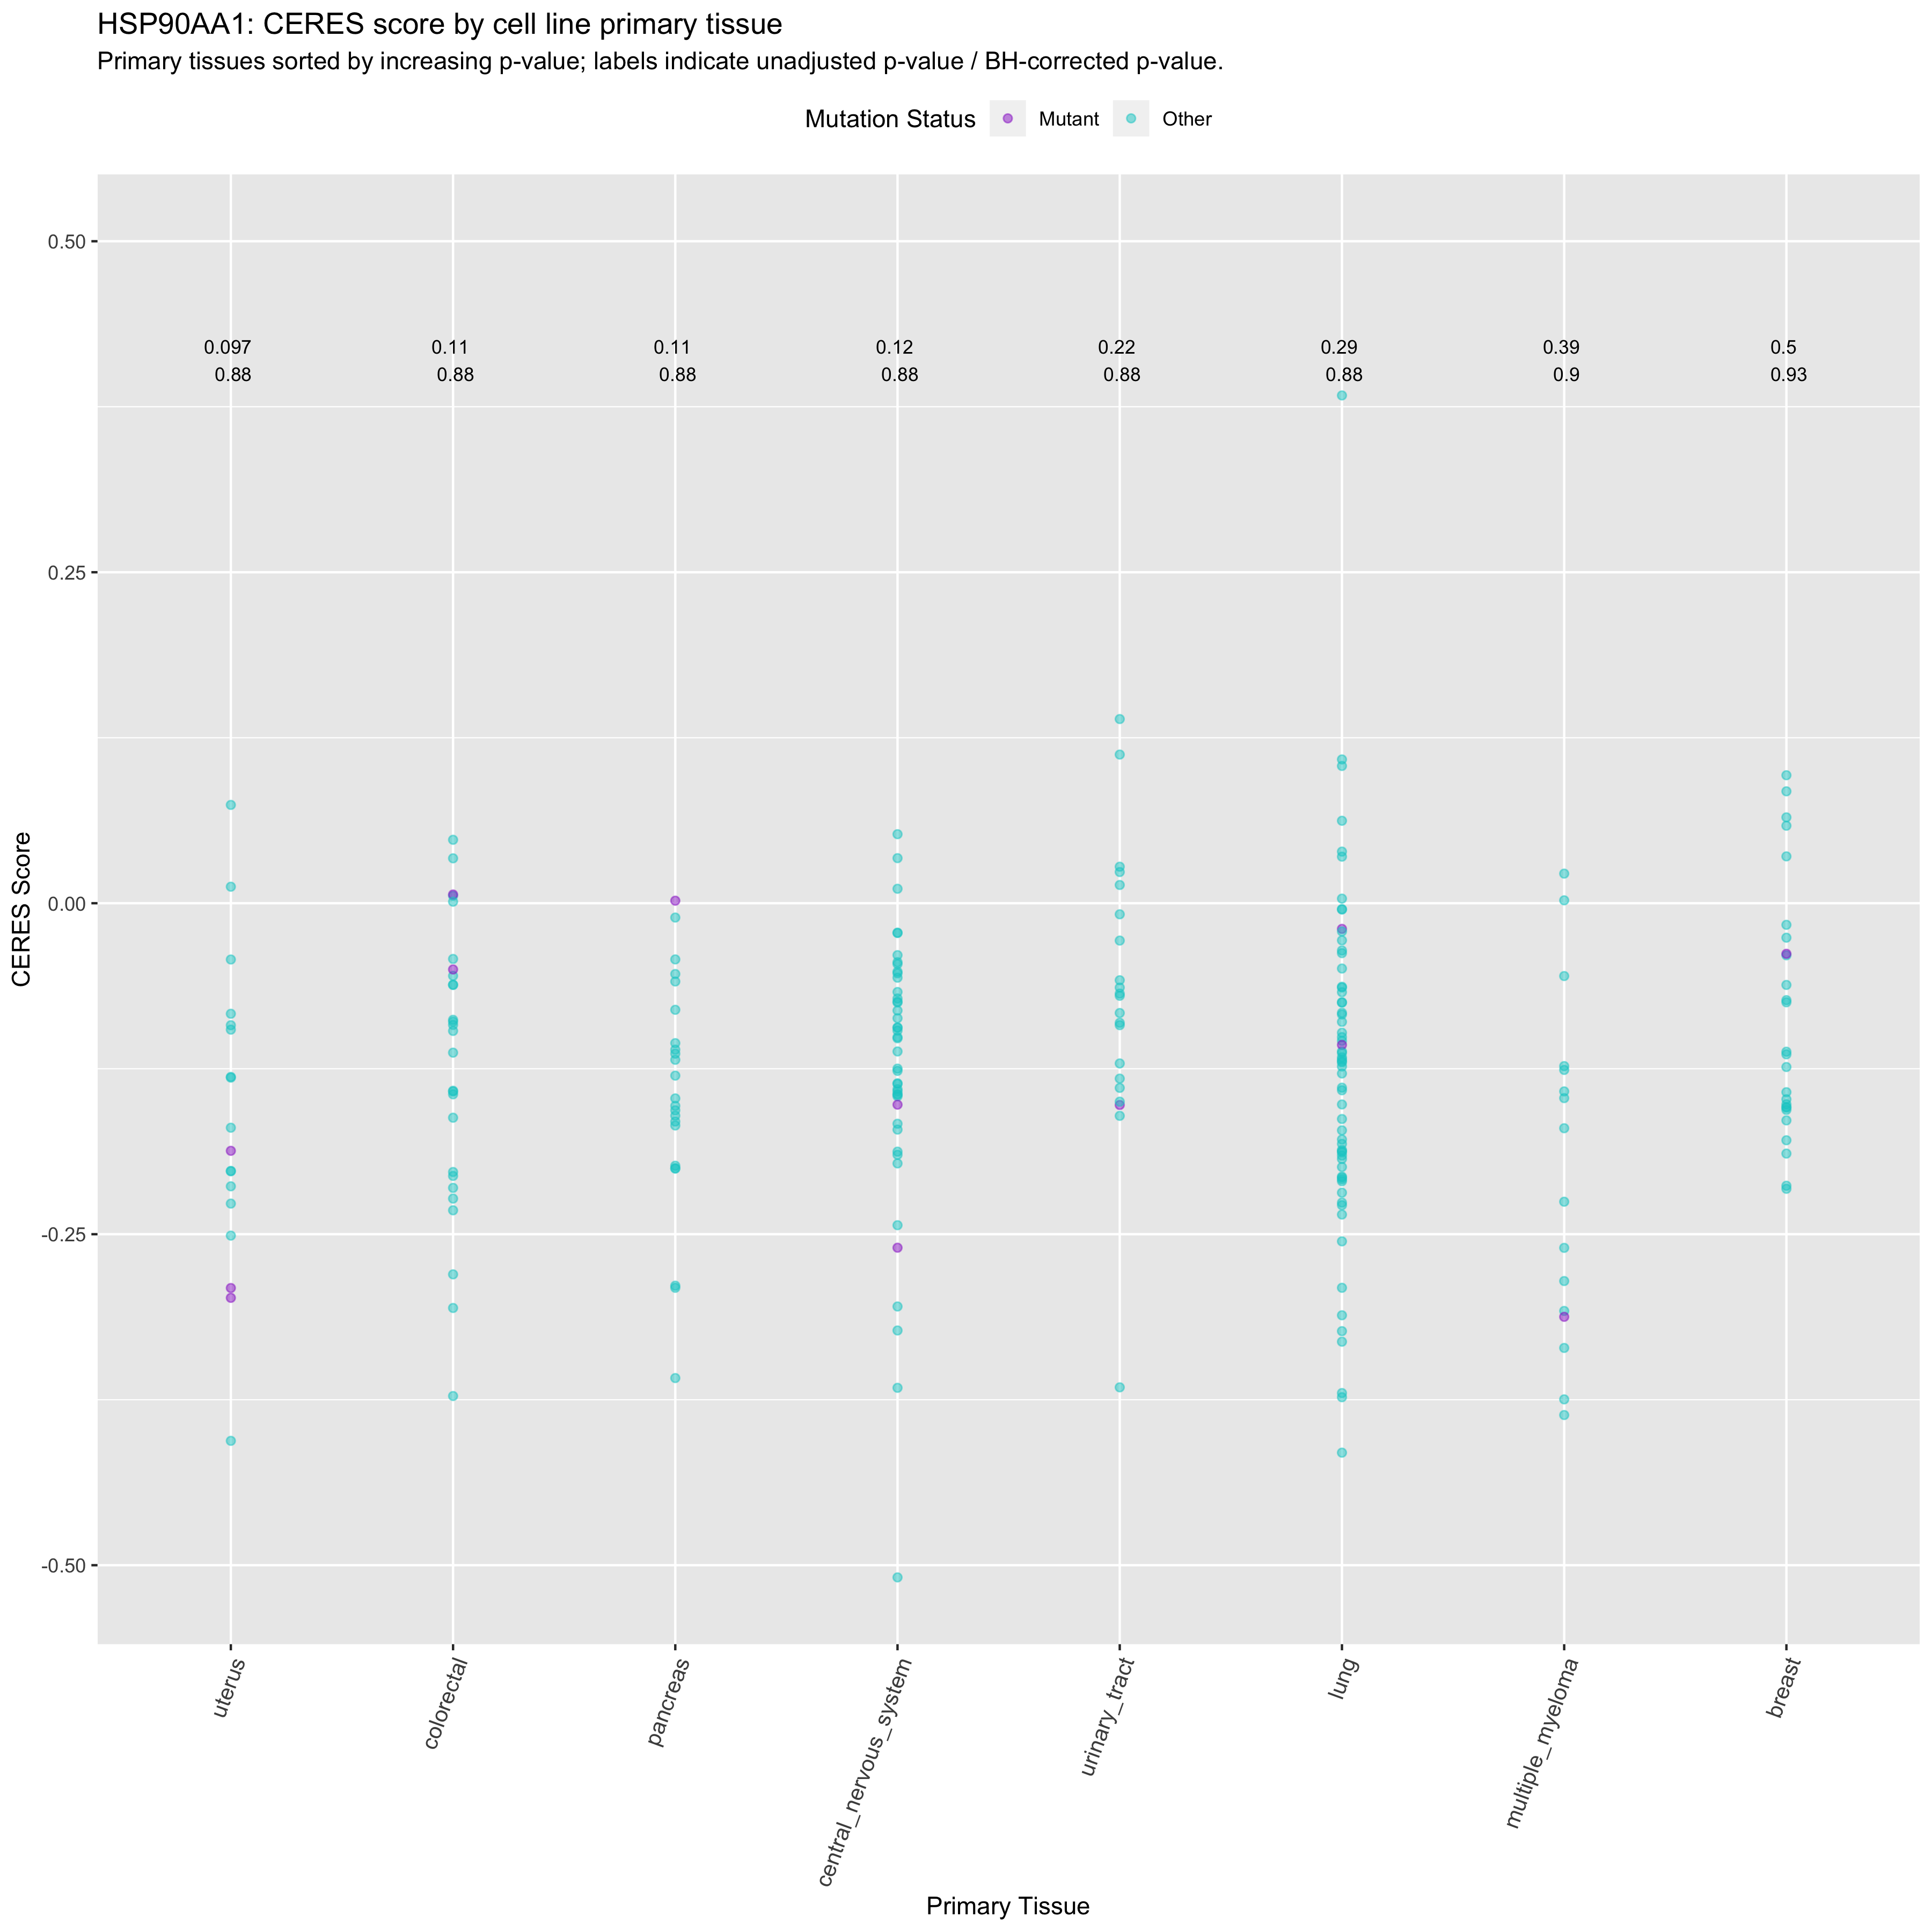 HSP90AA1: CERES score by cell line primary tissue
Primary tissues sorted by increasing p-value; labels indicate unadjusted p-value / BH-corrected p-value.
Mutation Status Mutant Other
0.50
0.097 0.11 0.11 0.12 0.22 0.29 0.39 0.5
0.88 0.88 0.88 0.88 0.88 0.88 0.9 0.93
0.25
0.00
-0.25
-0.50
CERES Score
uterus
colorectal
pancreas
central_nervous_system
urinary_tract
lung
multiple_myeloma
breast
Primary Tissue